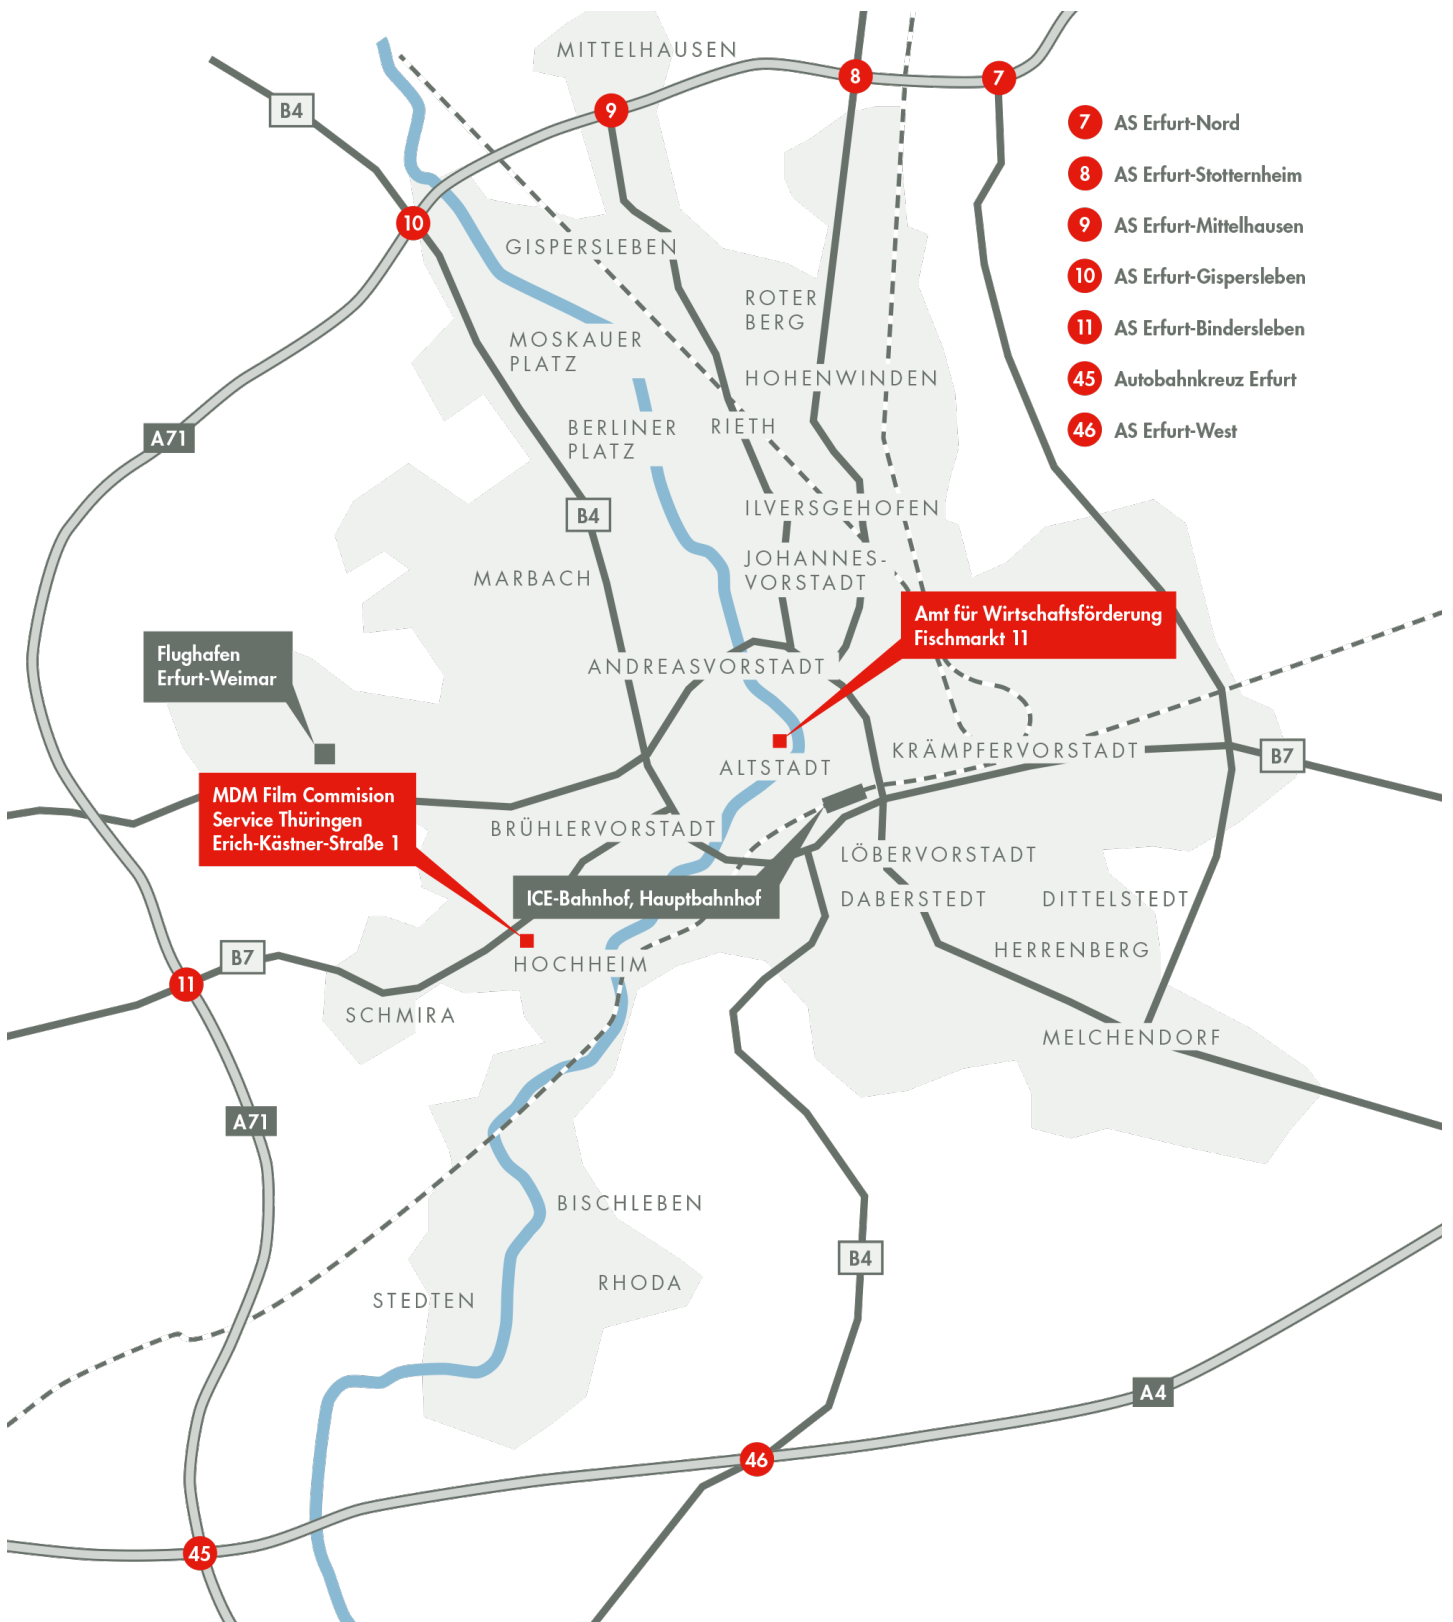 MITTELHAUSEN
8
7
B4
9
7 AS Erfurt-Nord
8 AS Erfurt-Stotternheim
9 AS Erfurt-Mittelhausen
10 AS Erfurt-Gispersleben
11 AS Erfurt-Bindersleben
45 Autobahnkreuz Erfurt
46 AS Erfurt-West
10
GISPERSLEBEN
ROTER
BERG
MOSKAUER
PLATZ
HOHENWINDEN
A71
BERLINER
PLATZ
RIETH
B4
ILVERSGEHOFEN
MARBACH
JOHANNES-
VORSTADT
Amt für Wirtschaftsförderung
Fischmarkt 11
Flughafen
Erfurt-Weimar
ANDREASVORSTADT
KRÄMPFERVORSTADT
B7
ALTSTADT
MDM Film Commision
Service Thüringen
Erich-Kästner-Straße 1
BRÜHLERVORSTADT
LÖBERVORSTADT
ICE-Bahnhof, Hauptbahnhof
DABERSTEDT
DITTELSTEDT
HERRENBERG
B7
HOCHHEIM
11
SCHMIRA
MELCHENDORF
A71
BISCHLEBEN
B4
RHODA
STEDTEN
A4
46
45